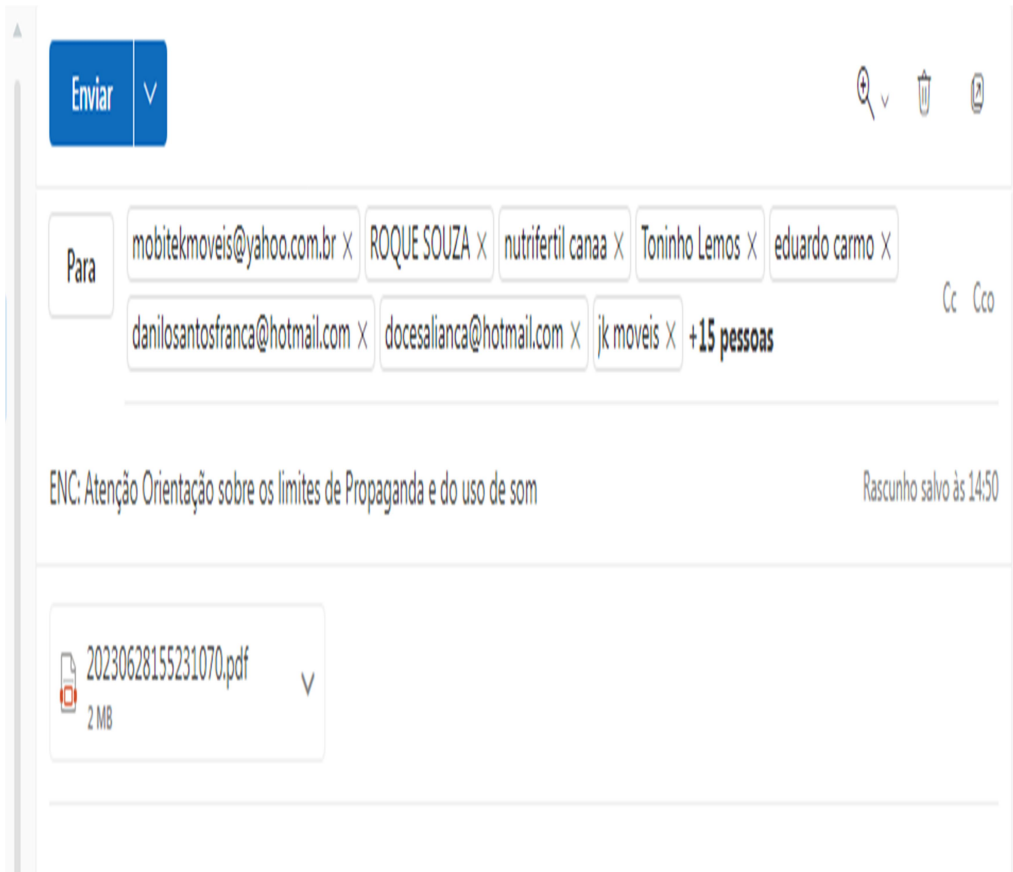 Enviar
Para
mobitekmoveis@yahoo.com.br × ROQUE SOUZA × nutrifertil canaa × Toninho Lemos × eduardo carmo ×
danilosantosfranca@hotmail.com × docesalianca@hotmail.com × jk moveis × +15 pessoas
Cc Cco
ENC: Atenção Orientação sobre os limites de Propaganda e do uso de som
Rascunho salvo às 14:50
20230628155231070.pdf
2 MB